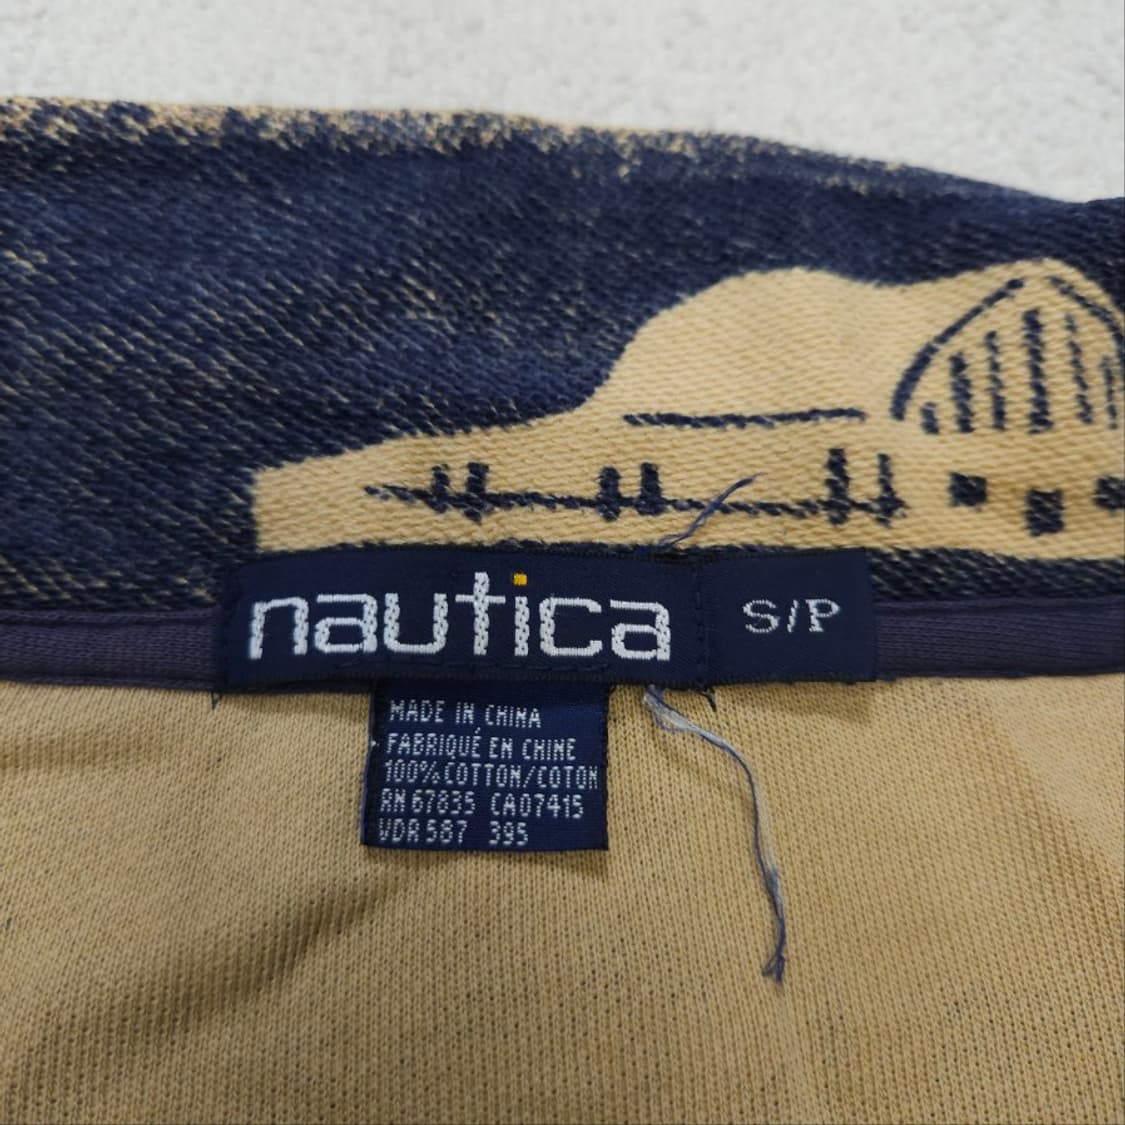 nautica S/P
MADE IN CHINA
FABRIQUÉ EN CHINE
100% COTTON/COTON
RN 67835 CA07415
VDR 587 395